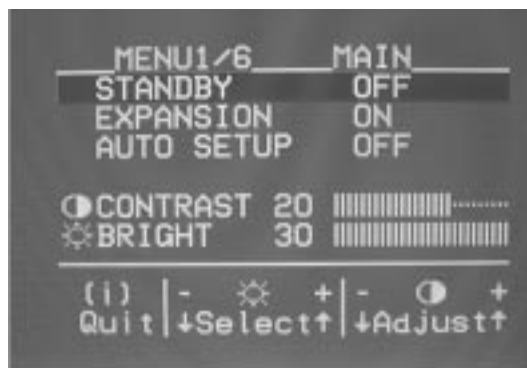 MENU1/6 MAIN
STANDBY OFF
EXPANSION ON
AUTO SETUP OFF
CONTRAST 20
BRIGHT 30
(i) - + - +
Quit ↓Select↑ ↓Adjust↑